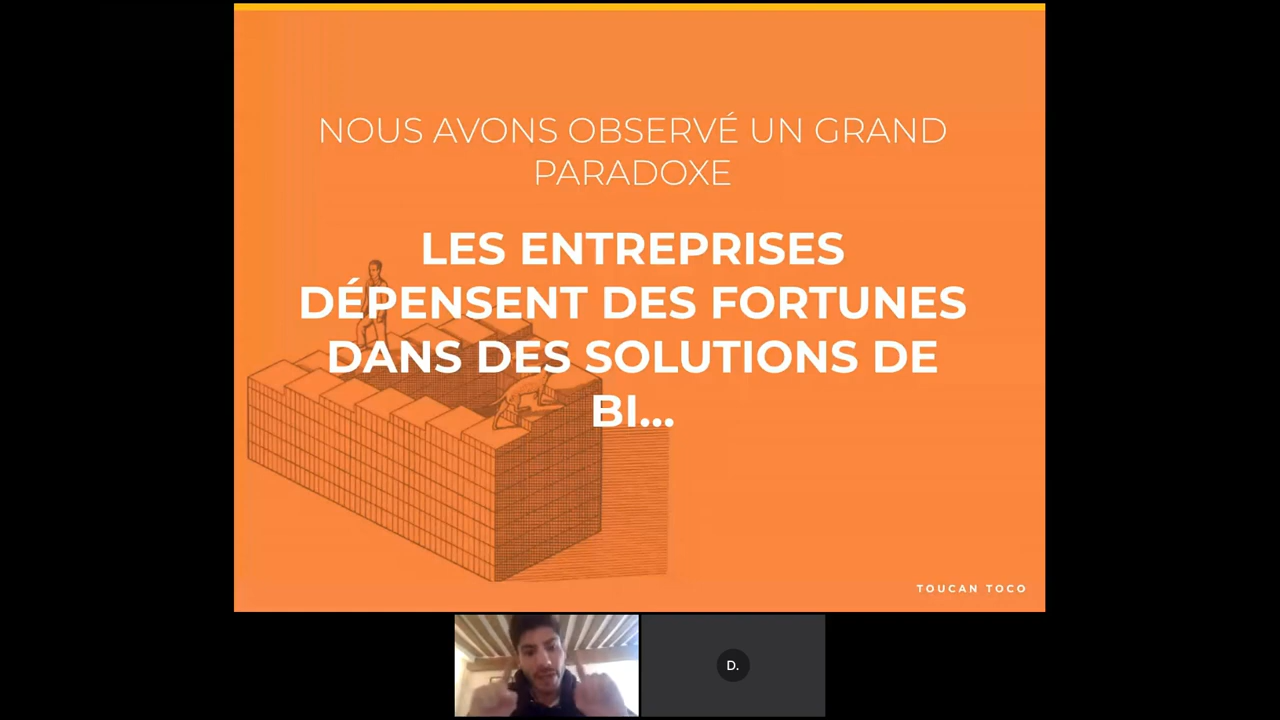 NOUS AVONS OBSERVÉ UN GRAND
PARADOXE
LES ENTREPRISES
DÉPENSENT DES FORTUNES
DANS DES SOLUTIONS DE
BI...
TOUCAN TOCO
D.